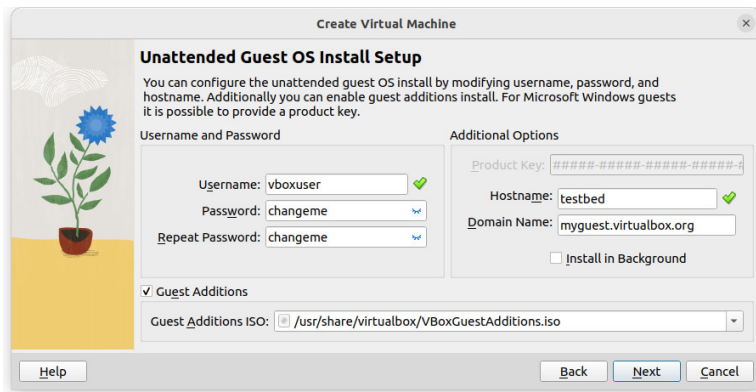 Create Virtual Machine
Unattended Guest OS Install Setup
You can configure the unattended guest OS install by modifying username, password, and
hostname. Additionally you can enable guest additions install. For Microsoft Windows guests
it is possible to provide a product key.
Username and Password
Username: vboxuser
Password: changeme
Repeat Password: changeme
Additional Options
Product Key: #####-#####-#####-#####-#
Hostname: testbed
Domain Name: myguest.virtualbox.org
Install in Background
Guest Additions
Guest Additions ISO: /usr/share/virtualbox/VBoxGuestAdditions.iso
Help Back Next Cancel